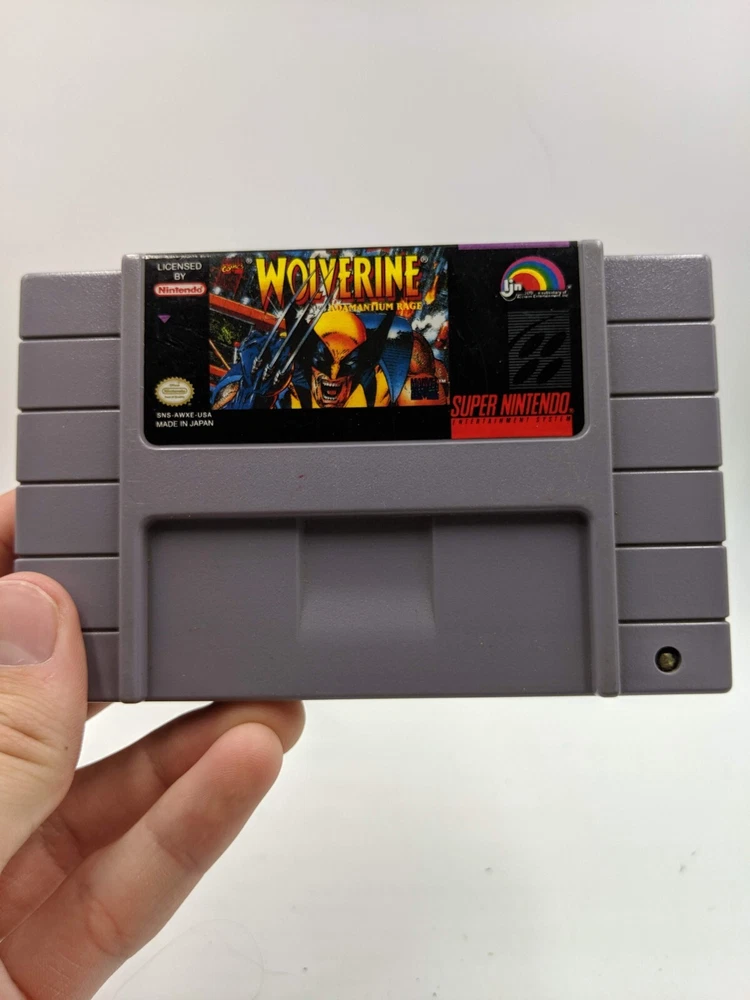 LICENSED
BY
Nintendo
WOLVERINE
ADAMANTIUM RAGE
SNS-AWXE-USA
MADE IN JAPAN
ljn
SUPER NINTENDO
ENTERTAINMENT SYSTEM